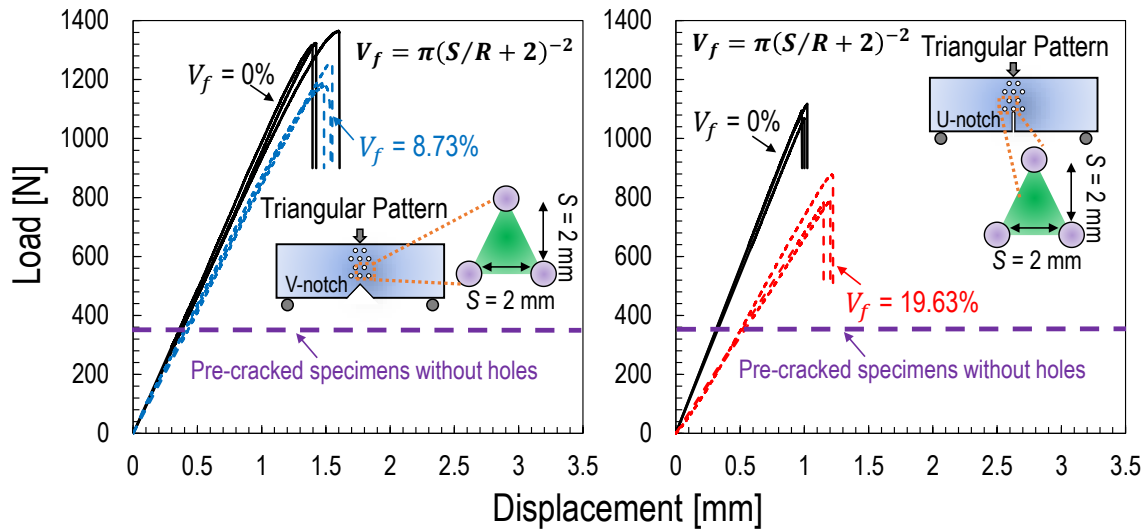 1400
1200
1000
800
600
400
200
0
0
0.5
1
1.5
2
2.5
3
3.5
Load [N]
V_f = π(S/R + 2)^{-2}
V_f = 0%
V_f = 8.73%
Triangular Pattern
V-notch
S = 2 mm
S = 2 mm
Pre-cracked specimens without holes
1400
1200
1000
800
600
400
200
0
0
0.5
1
1.5
2
2.5
3
3.5
V_f = π(S/R + 2)^{-2}
Triangular Pattern
U-notch
V_f = 0%
S = 2 mm
S = 2 mm
V_f = 19.63%
Pre-cracked specimens without holes
Displacement [mm]